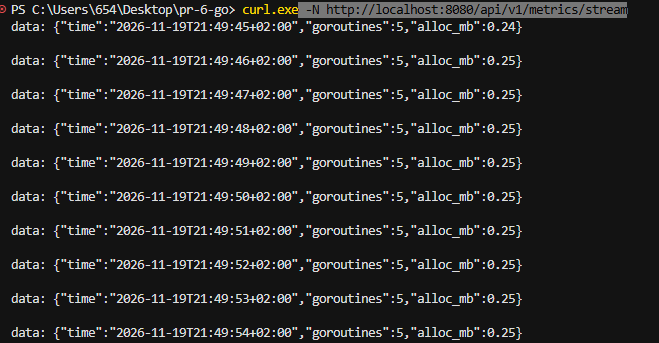 PS C:\Users\654\Desktop\pr-6-go> curl.exe -N http://localhost:8080/api/v1/metrics/stream
data: {"time":"2026-11-19T21:49:45+02:00","goroutines":5,"alloc_mb":0.24}
data: {"time":"2026-11-19T21:49:46+02:00","goroutines":5,"alloc_mb":0.25}
data: {"time":"2026-11-19T21:49:47+02:00","goroutines":5,"alloc_mb":0.25}
data: {"time":"2026-11-19T21:49:48+02:00","goroutines":5,"alloc_mb":0.25}
data: {"time":"2026-11-19T21:49:49+02:00","goroutines":5,"alloc_mb":0.25}
data: {"time":"2026-11-19T21:49:50+02:00","goroutines":5,"alloc_mb":0.25}
data: {"time":"2026-11-19T21:49:51+02:00","goroutines":5,"alloc_mb":0.25}
data: {"time":"2026-11-19T21:49:52+02:00","goroutines":5,"alloc_mb":0.25}
data: {"time":"2026-11-19T21:49:53+02:00","goroutines":5,"alloc_mb":0.25}
data: {"time":"2026-11-19T21:49:54+02:00","goroutines":5,"alloc_mb":0.25}